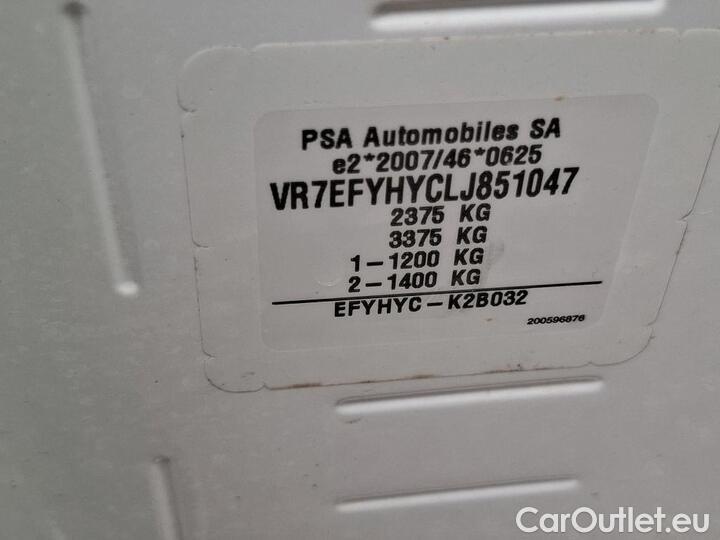 PSA Automobiles SA
e2*2007/46*0625
VR7EFYHYCLJ851047
2375 KG
3375 KG
1-1200 KG
2-1400 KG
EFYHYC-K2B032
200596876
CarOutlet.eu